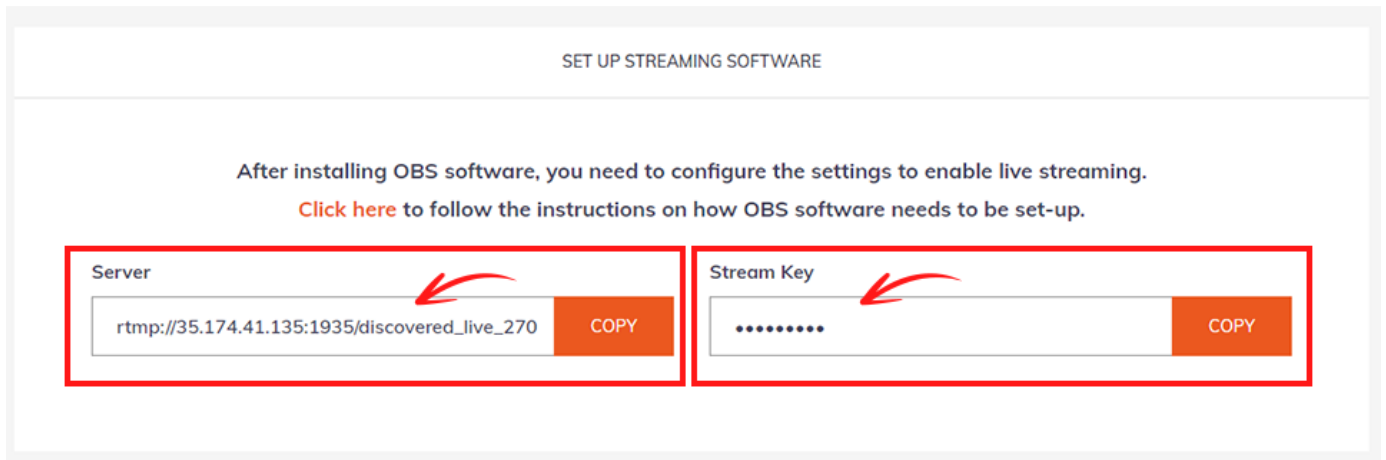 SET UP STREAMING SOFTWARE
After installing OBS software, you need to configure the settings to enable live streaming.
Click here to follow the instructions on how OBS software needs to be set-up.
Server
rtmp://35.174.41.135:1935/discovered_live_270
COPY
Stream Key
•••••••••
COPY